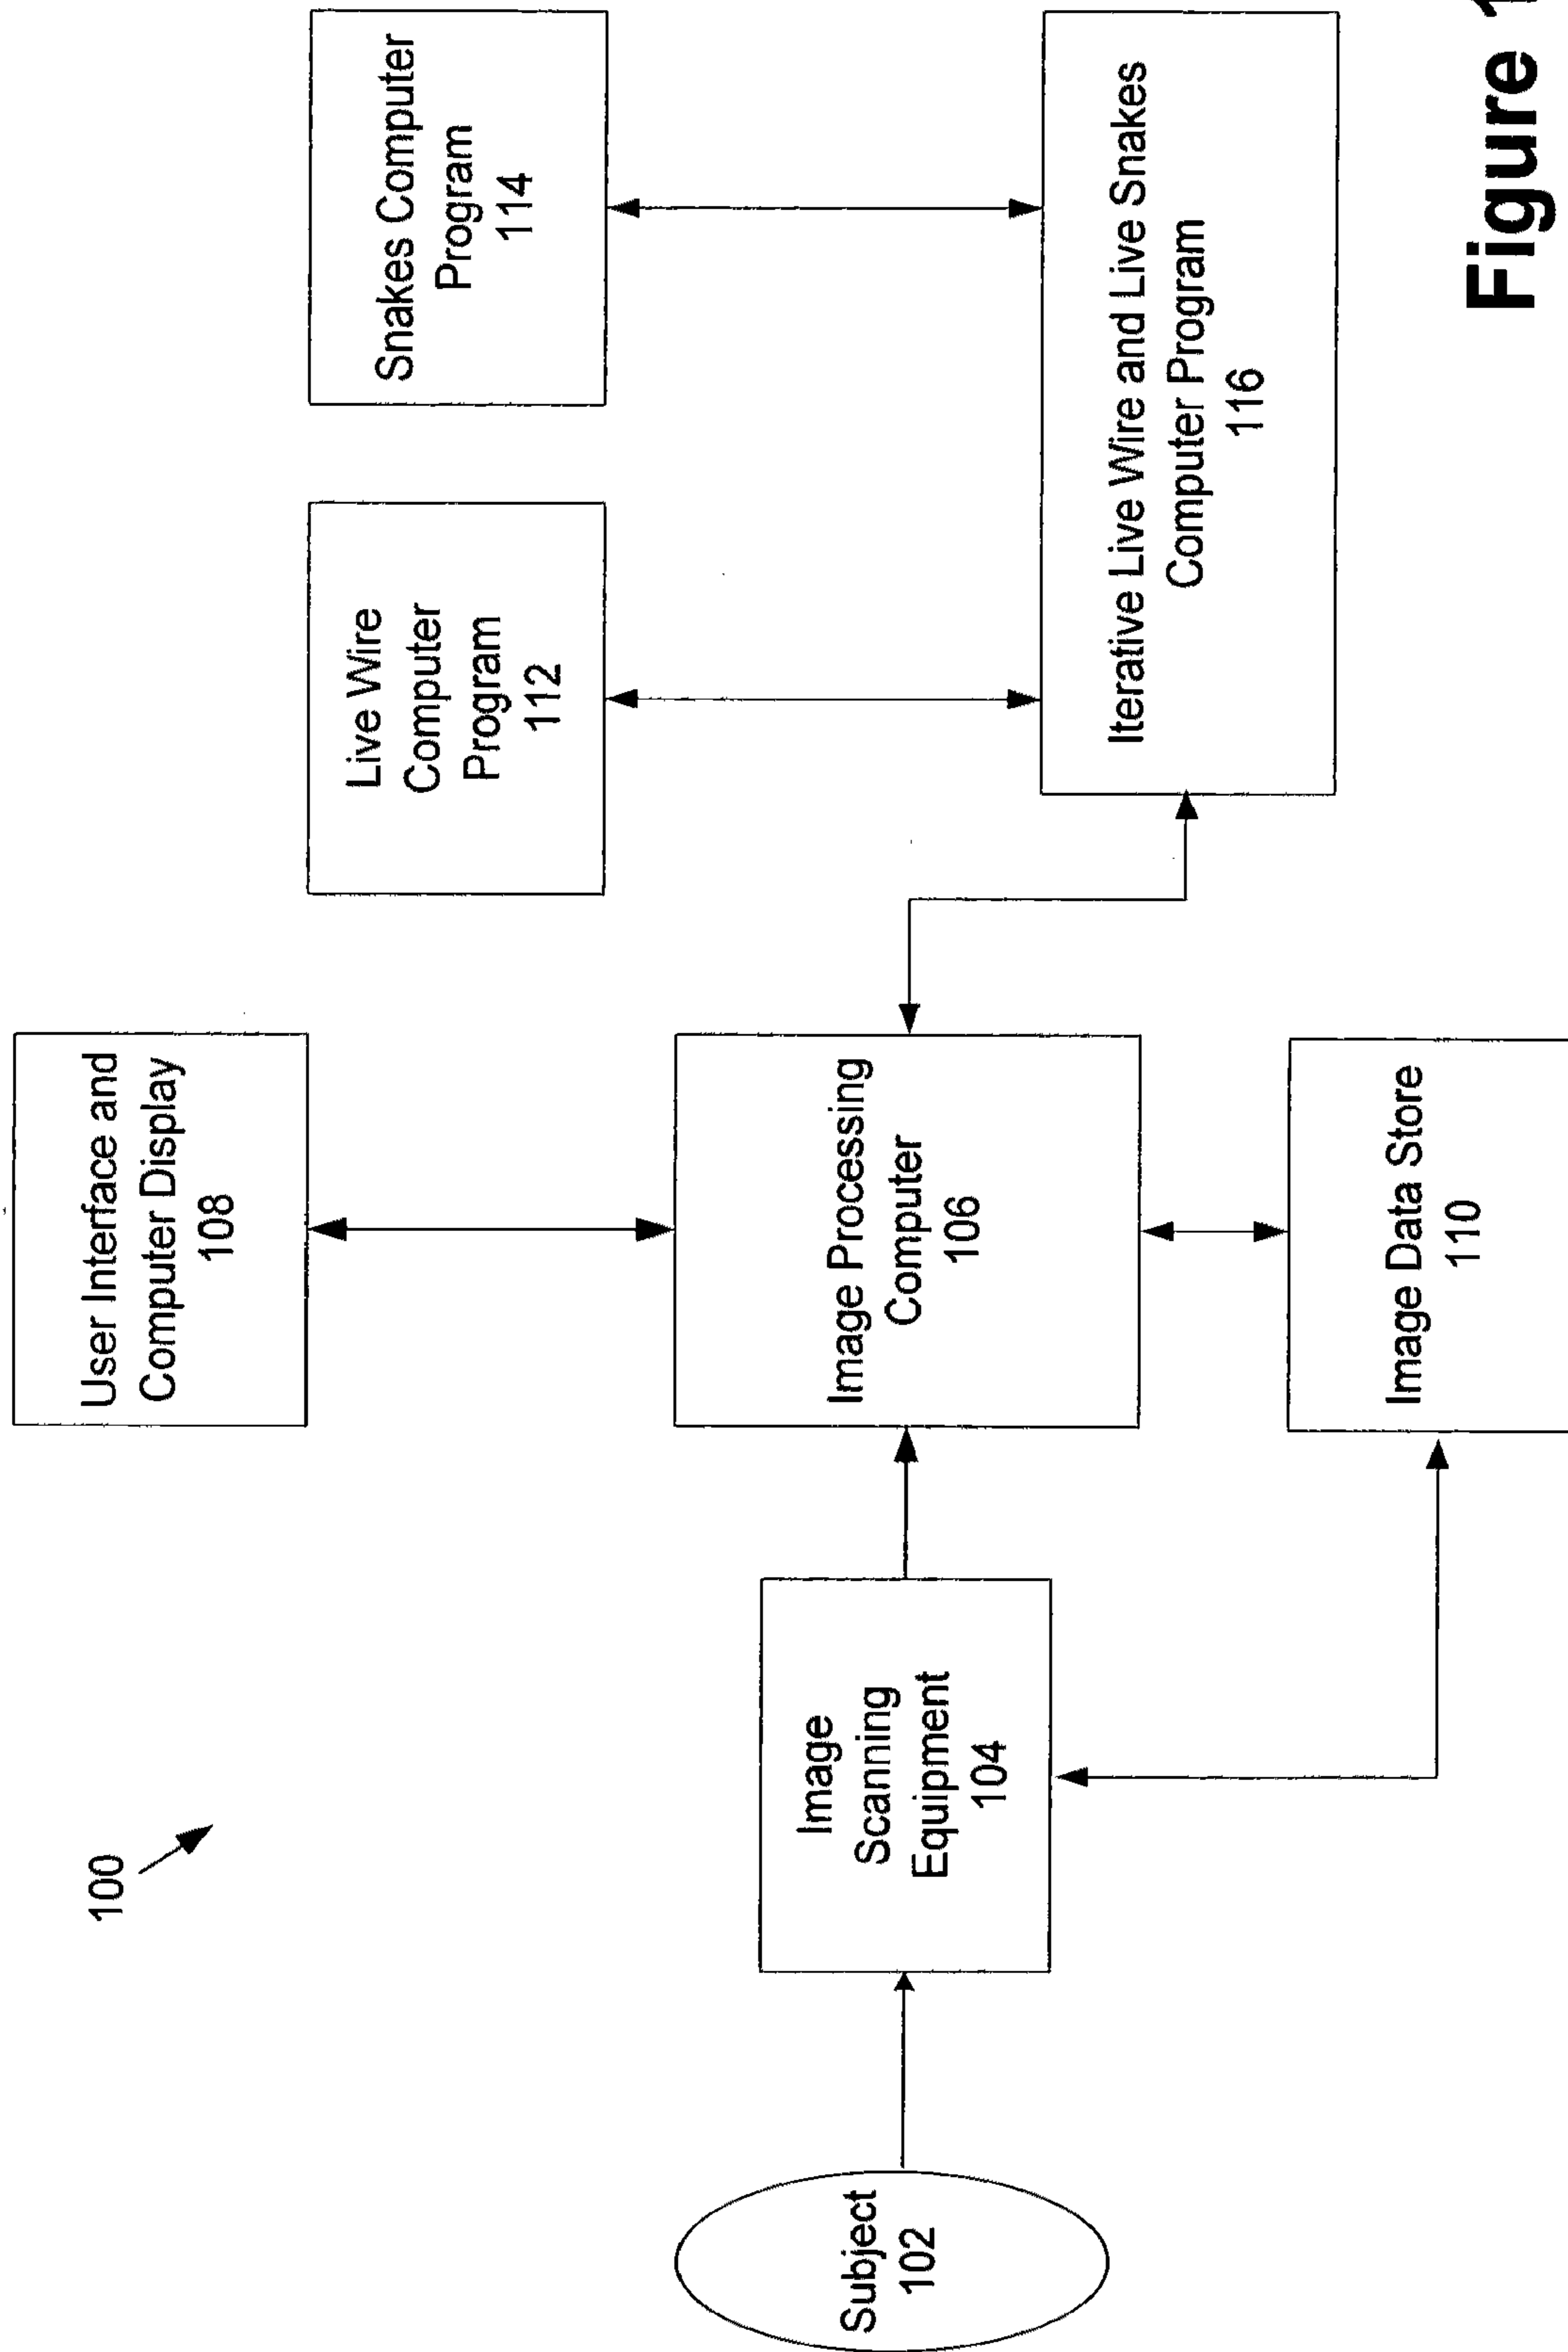 100
User Interface and
Computer Display
108
Live Wire
Computer
Program
112
Snakes Computer
Program
114
Subject
102
Image
Scanning
Equipment
104
Image Processing
Computer
106
Image Data Store
110
Iterative Live Wire and Live Snakes
Computer Program
116
Figure 1